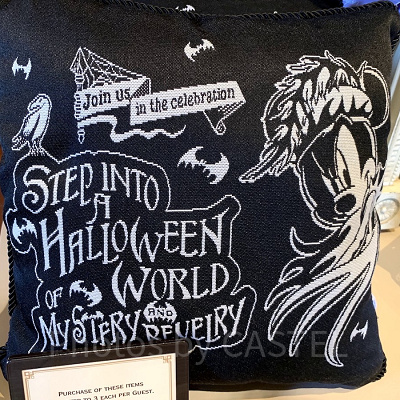 Join us
in the celebration
STEP INTO
A
HALLOWEEN
WORLD
OF
MYSTERY AND REVELRY
Photos by CASTEL
PURCHASE OF THESE ITEMS
TO 3 EACH PER GUEST.